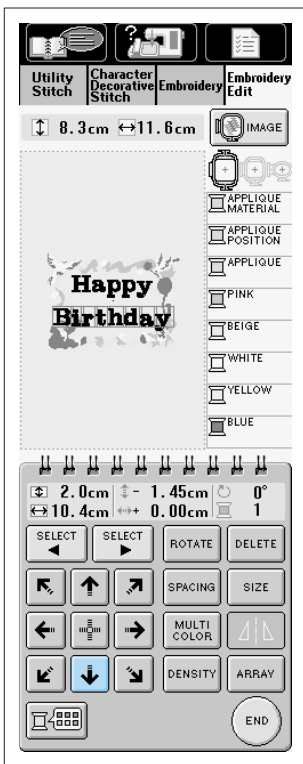 Utility
Stitch
Character
Decorative
Stitch
Embroidery
Embroidery
Edit
8.3cm 11.6cm
IMAGE
APPLIQUE
MATERIAL
APPLIQUE
POSITION
APPLIQUE
PINK
BEIGE
WHITE
YELLOW
BLUE
Happy
Birthday
2.0cm - 1.45cm 0°
10.4cm + 0.00cm 1
SELECT
SELECT
ROTATE
DELETE
SPACING
SIZE
MULTI
COLOR
DENSITY
ARRAY
END